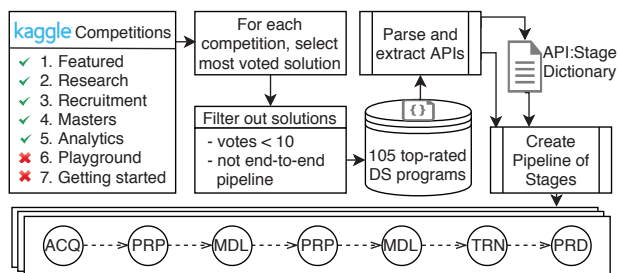 kaggle Competitions
1. Featured
2. Research
3. Recruitment
4. Masters
5. Analytics
6. Playground
7. Getting started
For each
competition, select
most voted solution
Filter out solutions
- votes < 10
- not end-to-end
pipeline
{}
105 top-rated
DS programs
Parse and
extract APIs
API:Stage
Dictionary
Create
Pipeline of
Stages
ACQ PRP MDL PRP MDL TRN PRD